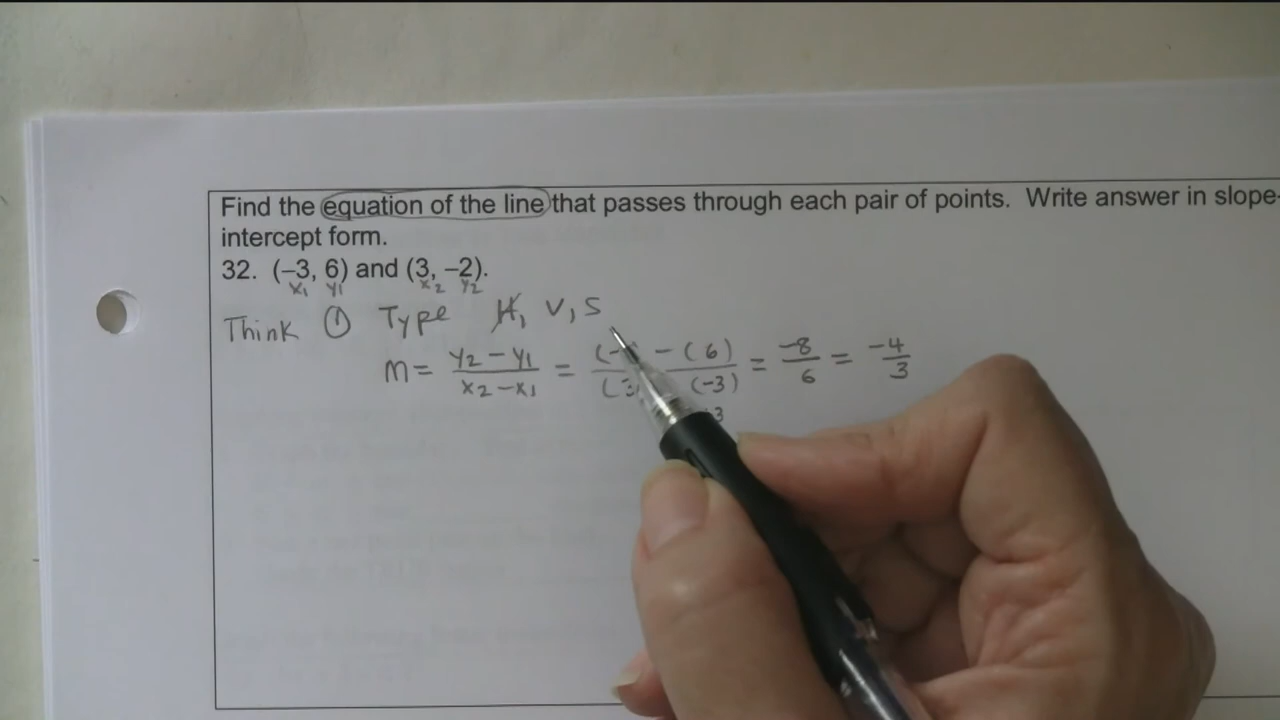 Find the equation of the line that passes through each pair of points. Write answer in slope-
intercept form.
32. (−3, 6) and (3, −2).
x₁ y₁ x₂ y₂
Think ① Type H, V, S
m = y₂ − y₁ / x₂ − x₁ = (− − (6) / (3 (−3) = −8 / 6 = −4 / 3